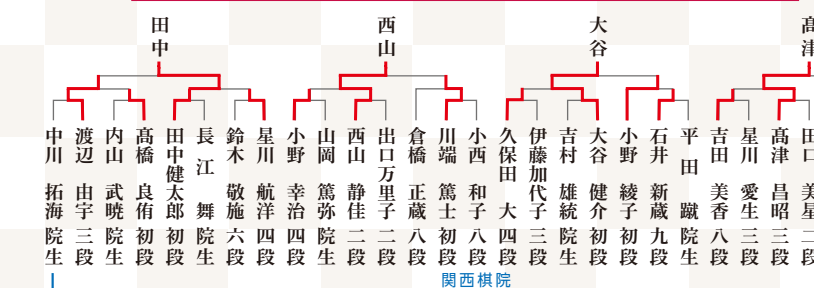 田中
西山
大谷
髙津
中川 拓海 院生
渡辺 由宇 三段
内山 武暁 院生
髙橋 良侑 初段
田中健太郎 初段
長江 舞 院生
鈴木 敬施 六段
星川 航洋 四段
小野 幸治 四段
山岡 篤弥 院生
西山 静佳 二段
出口万里子 二段
倉橋 正蔵 八段
川端 篤士 初段
小西 和子 八段
久保田 大 四段
伊藤加代子 三段
吉村 雄統 院生
大谷 健介 初段
小野 綾子 初段
石井 新蔵 九段
平田 蹴 院生
吉田 美香 八段
星川 愛生 三段
髙津 昌昭 三段
田口 美星 二段
関西棋院